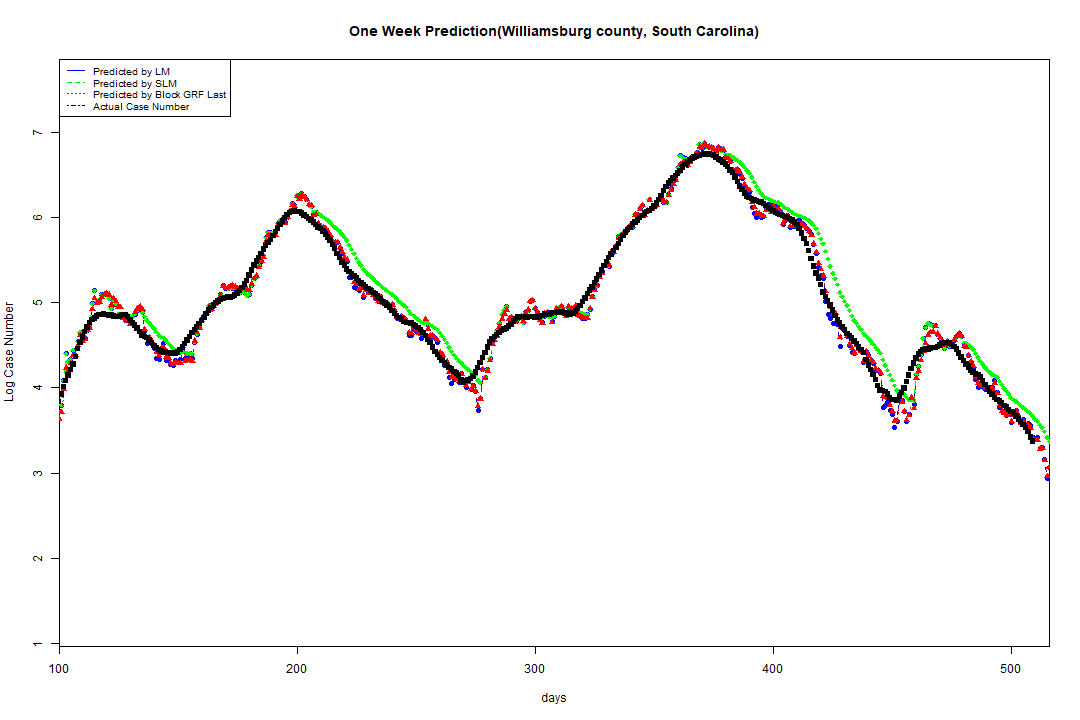 One Week Prediction(Williamsburg county, South Carolina)
Predicted by LM
Predicted by SLM
Predicted by Block GRF Last
Actual Case Number
7
6
5
4
3
2
1
Log Case Number
100 200 300 400 500
days